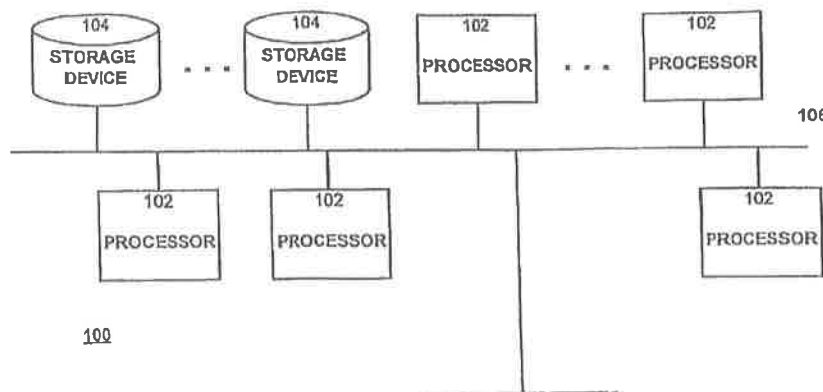 104
STORAGE
DEVICE
. . .
104
STORAGE
DEVICE
102
PROCESSOR
. . .
102
PROCESSOR
106
102
PROCESSOR
102
PROCESSOR
102
PROCESSOR
100